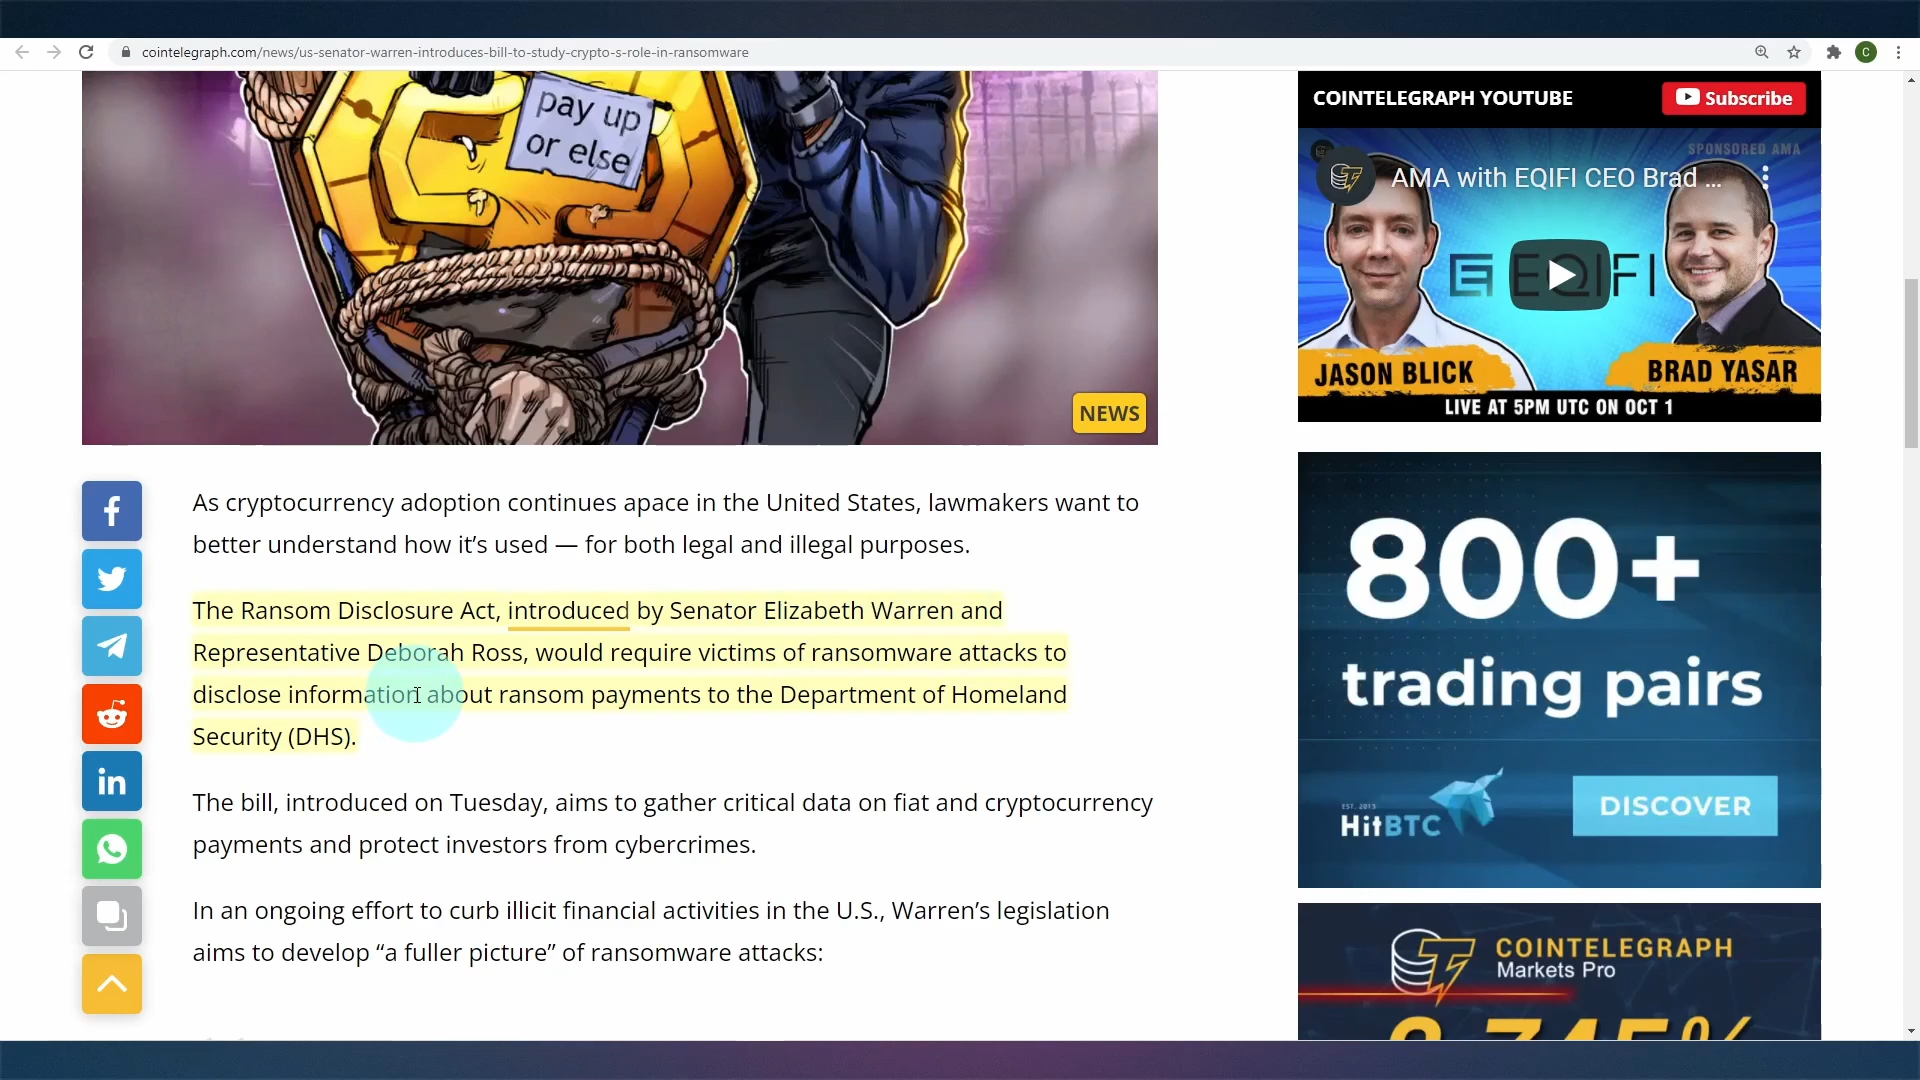 cointelegraph.com/news/us-senator-warren-introduces-bill-to-study-crypto-s-role-in-ransomware
C
pay up
or else
NEWS
As cryptocurrency adoption continues apace in the United States, lawmakers want to
better understand how it’s used — for both legal and illegal purposes.
The Ransom Disclosure Act, introduced by Senator Elizabeth Warren and
Representative Deborah Ross, would require victims of ransomware attacks to
disclose information about ransom payments to the Department of Homeland
Security (DHS).
The bill, introduced on Tuesday, aims to gather critical data on fiat and cryptocurrency
payments and protect investors from cybercrimes.
In an ongoing effort to curb illicit financial activities in the U.S., Warren’s legislation
aims to develop “a fuller picture” of ransomware attacks:
COINTELEGRAPH YOUTUBE
Subscribe
SPONSORED AMA
AMA with EQIFI CEO Brad ...
EQIFI
JASON BLICK
BRAD YASAR
LIVE AT 5PM UTC ON OCT 1
800+
trading pairs
EST. 2013
HitBTC
DISCOVER
COINTELEGRAPH
Markets Pro